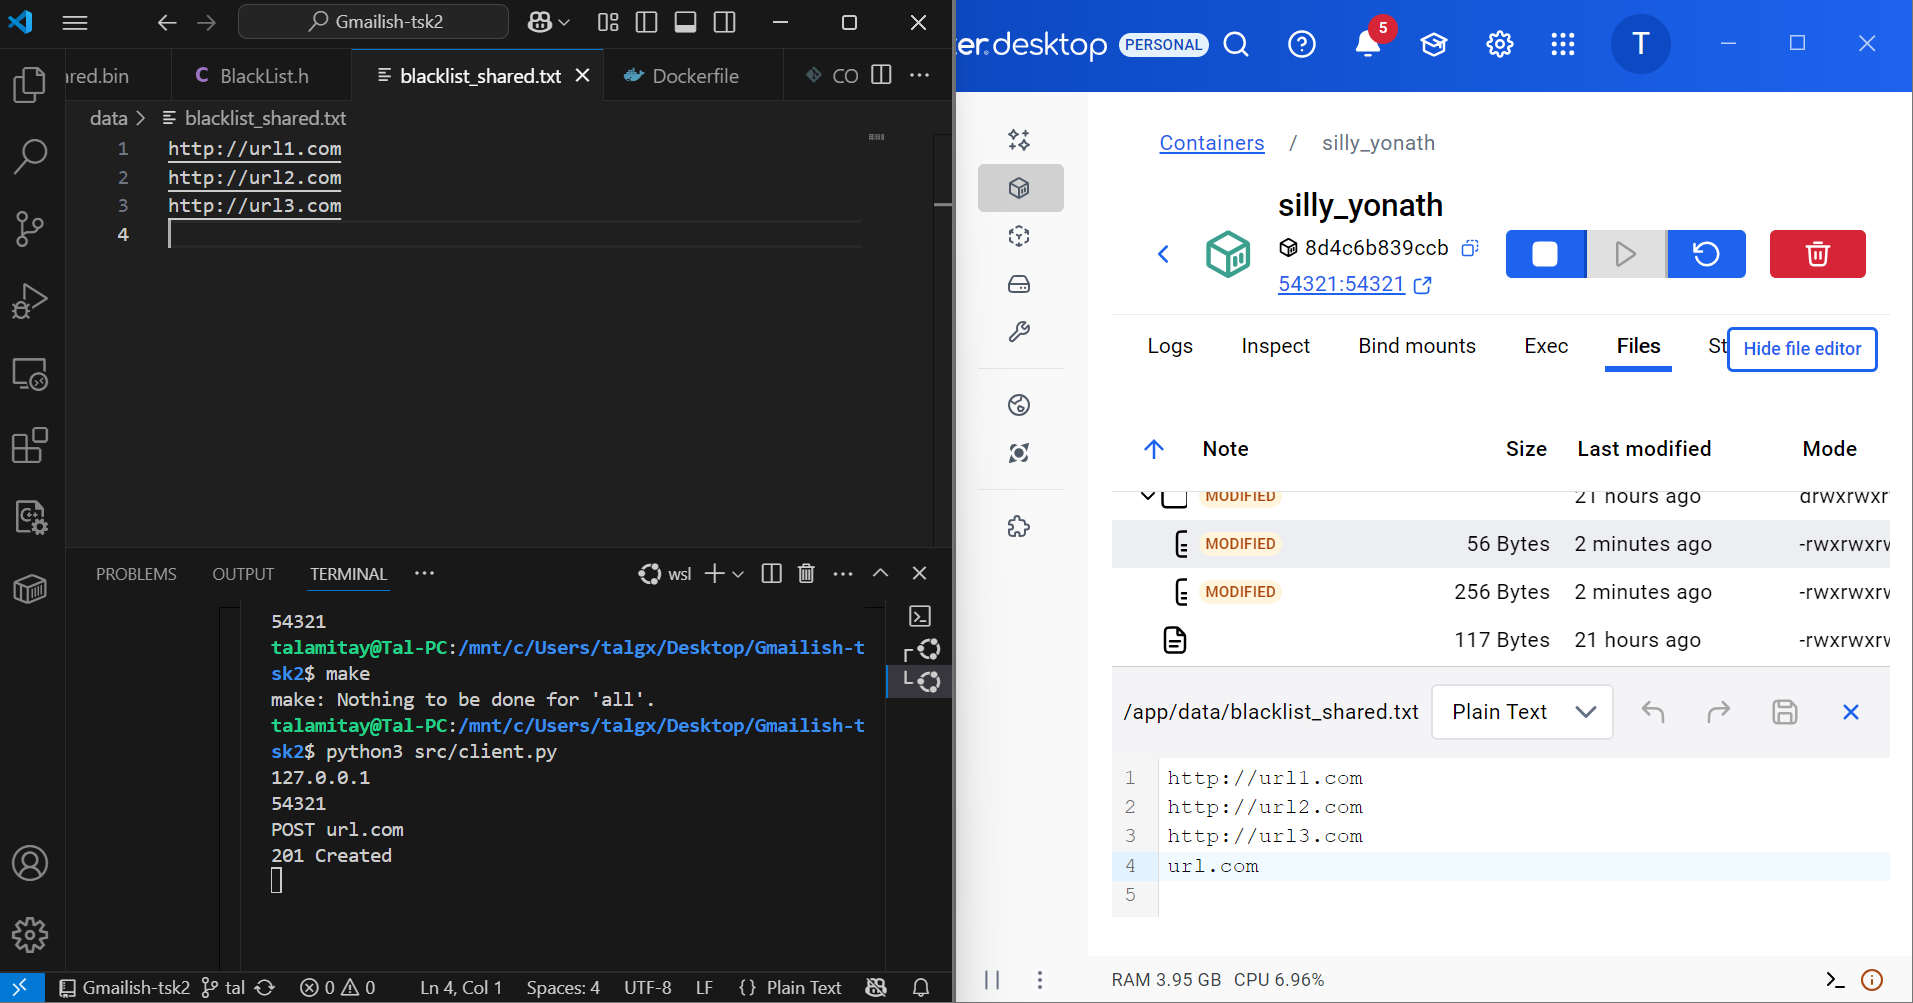 Gmailish-tsk2
ared.bin
C BlackList.h
blacklist_shared.txt
Dockerfile
CO
data > blacklist_shared.txt
1 http://url1.com
2 http://url2.com
3 http://url3.com
4
PROBLEMS OUTPUT TERMINAL
wsl
54321
talamitay@Tal-PC:/mnt/c/Users/talgx/Desktop/Gmailish-t
sk2$ make
make: Nothing to be done for 'all'.
talamitay@Tal-PC:/mnt/c/Users/talgx/Desktop/Gmailish-t
sk2$ python3 src/client.py
127.0.0.1
54321
POST url.com
201 Created
Gmailish-tsk2 tal 0 0 Ln 4, Col 1 Spaces: 4 UTF-8 LF {} Plain Text
er.desktop PERSONAL 5 T
Containers / silly_yonath
silly_yonath
8d4c6b839ccb
54321:54321
Logs Inspect Bind mounts Exec Files St Hide file editor
Note Size Last modified Mode
MODIFIED 21 hours ago drwxrwxr
MODIFIED 56 Bytes 2 minutes ago -rwxrwxrw
MODIFIED 256 Bytes 2 minutes ago -rwxrwxrw
117 Bytes 21 hours ago -rwxrwxrw
/app/data/blacklist_shared.txt Plain Text
1 http://url1.com
2 http://url2.com
3 http://url3.com
4 url.com
5
RAM 3.95 GB CPU 6.96%